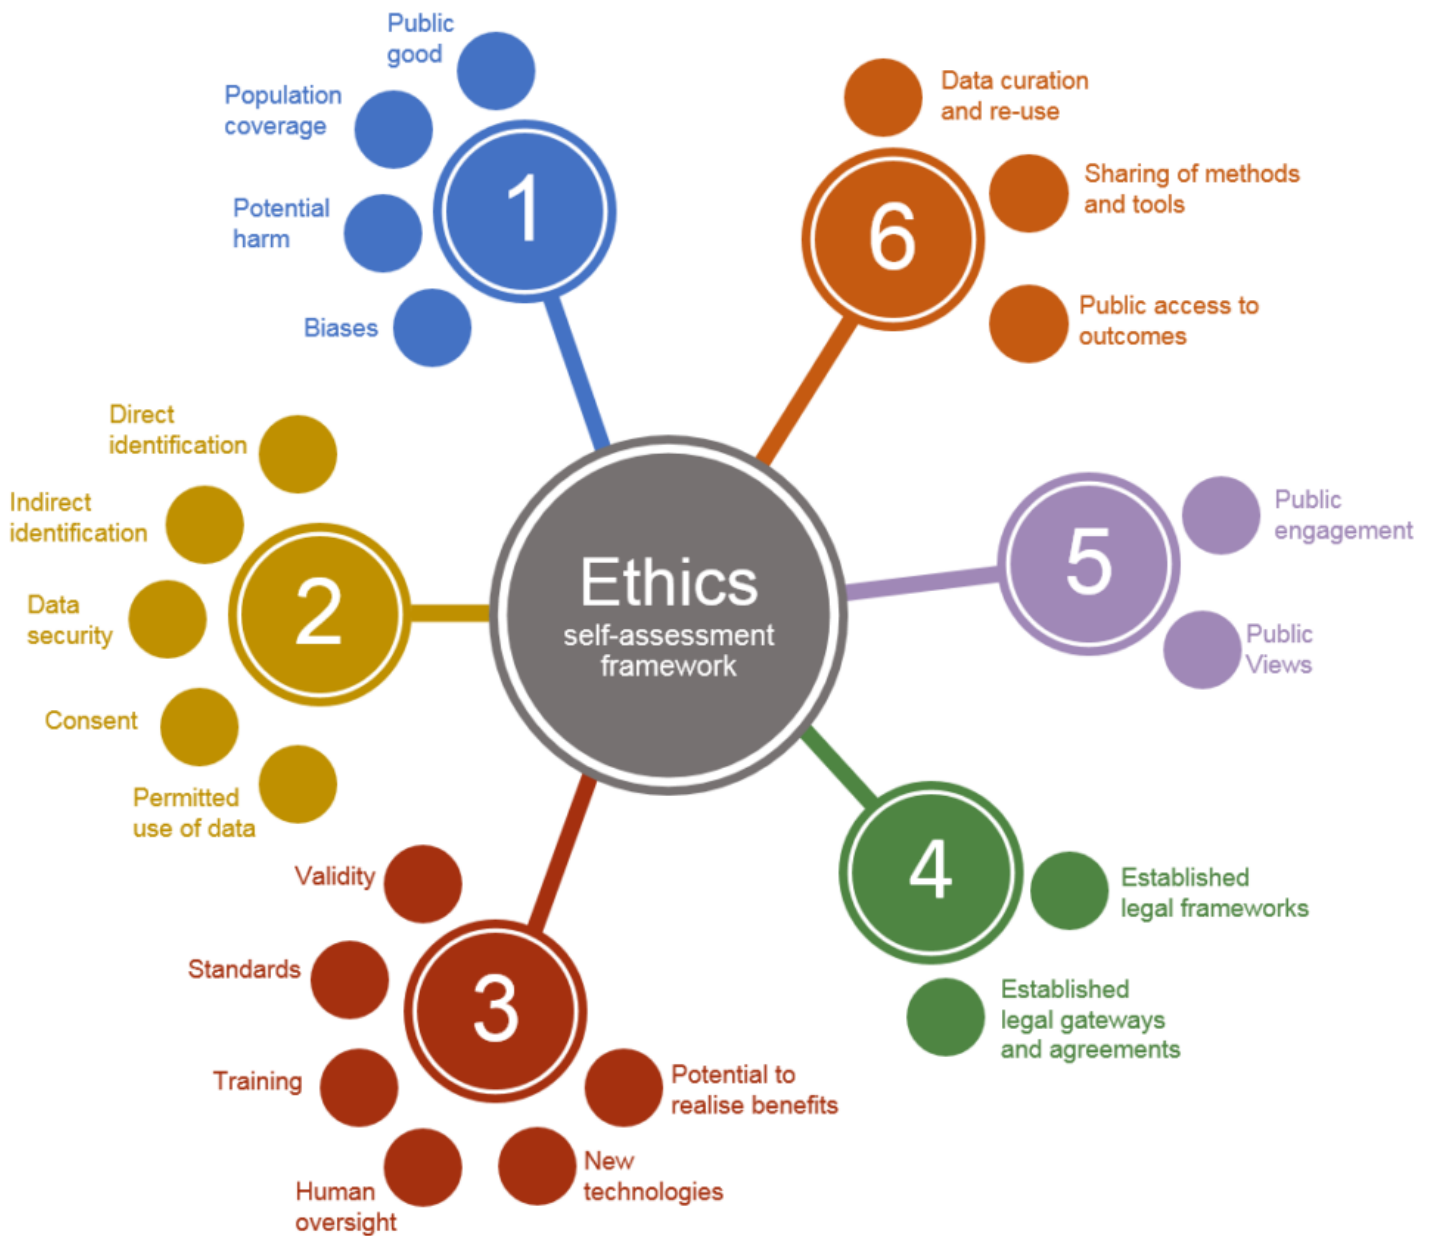 Public
good
Population
coverage
Potential
harm
Biases
1
Data curation
and re-use
Sharing of methods
and tools
Public access to
outcomes
6
Direct
identification
Indirect
identification
Data
security
Consent
Permitted
use of data
2
Ethics
self-assessment
framework
5
Public
engagement
Public
Views
4
Established
legal frameworks
Established
legal gateways
and agreements
Validity
Standards
Training
Human
oversight
3
Potential to
realise benefits
New
technologies